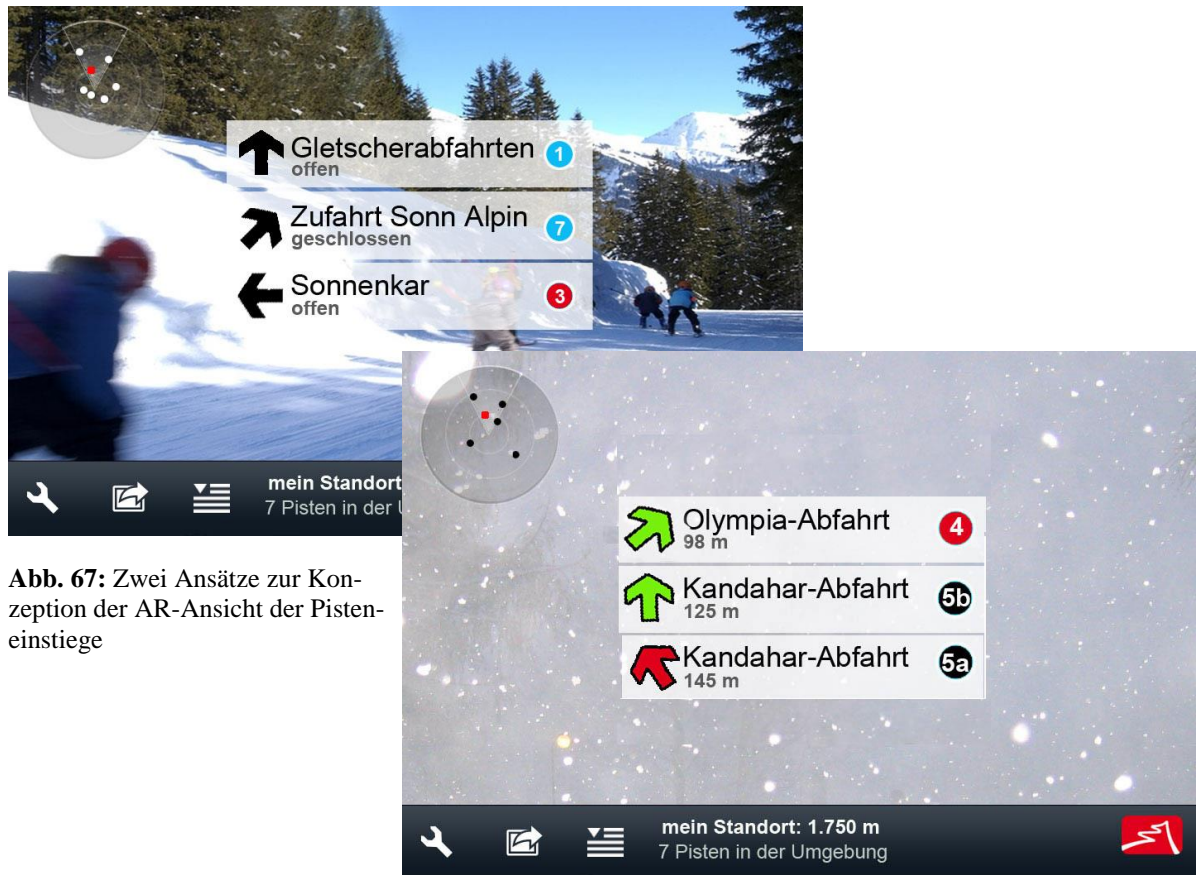 Gletscherabfahrten 1
offen
Zufahrt Sonn Alpin 7
geschlossen
Sonnenkar 3
offen
mein Standort
7 Pisten in der
Abb. 67: Zwei Ansätze zur Kon-
zeption der AR-Ansicht der Pisten-
einstiege
Olympia-Abfahrt 4
98 m
Kandahar-Abfahrt 5b
125 m
Kandahar-Abfahrt 5a
145 m
mein Standort: 1.750 m
7 Pisten in der Umgebung